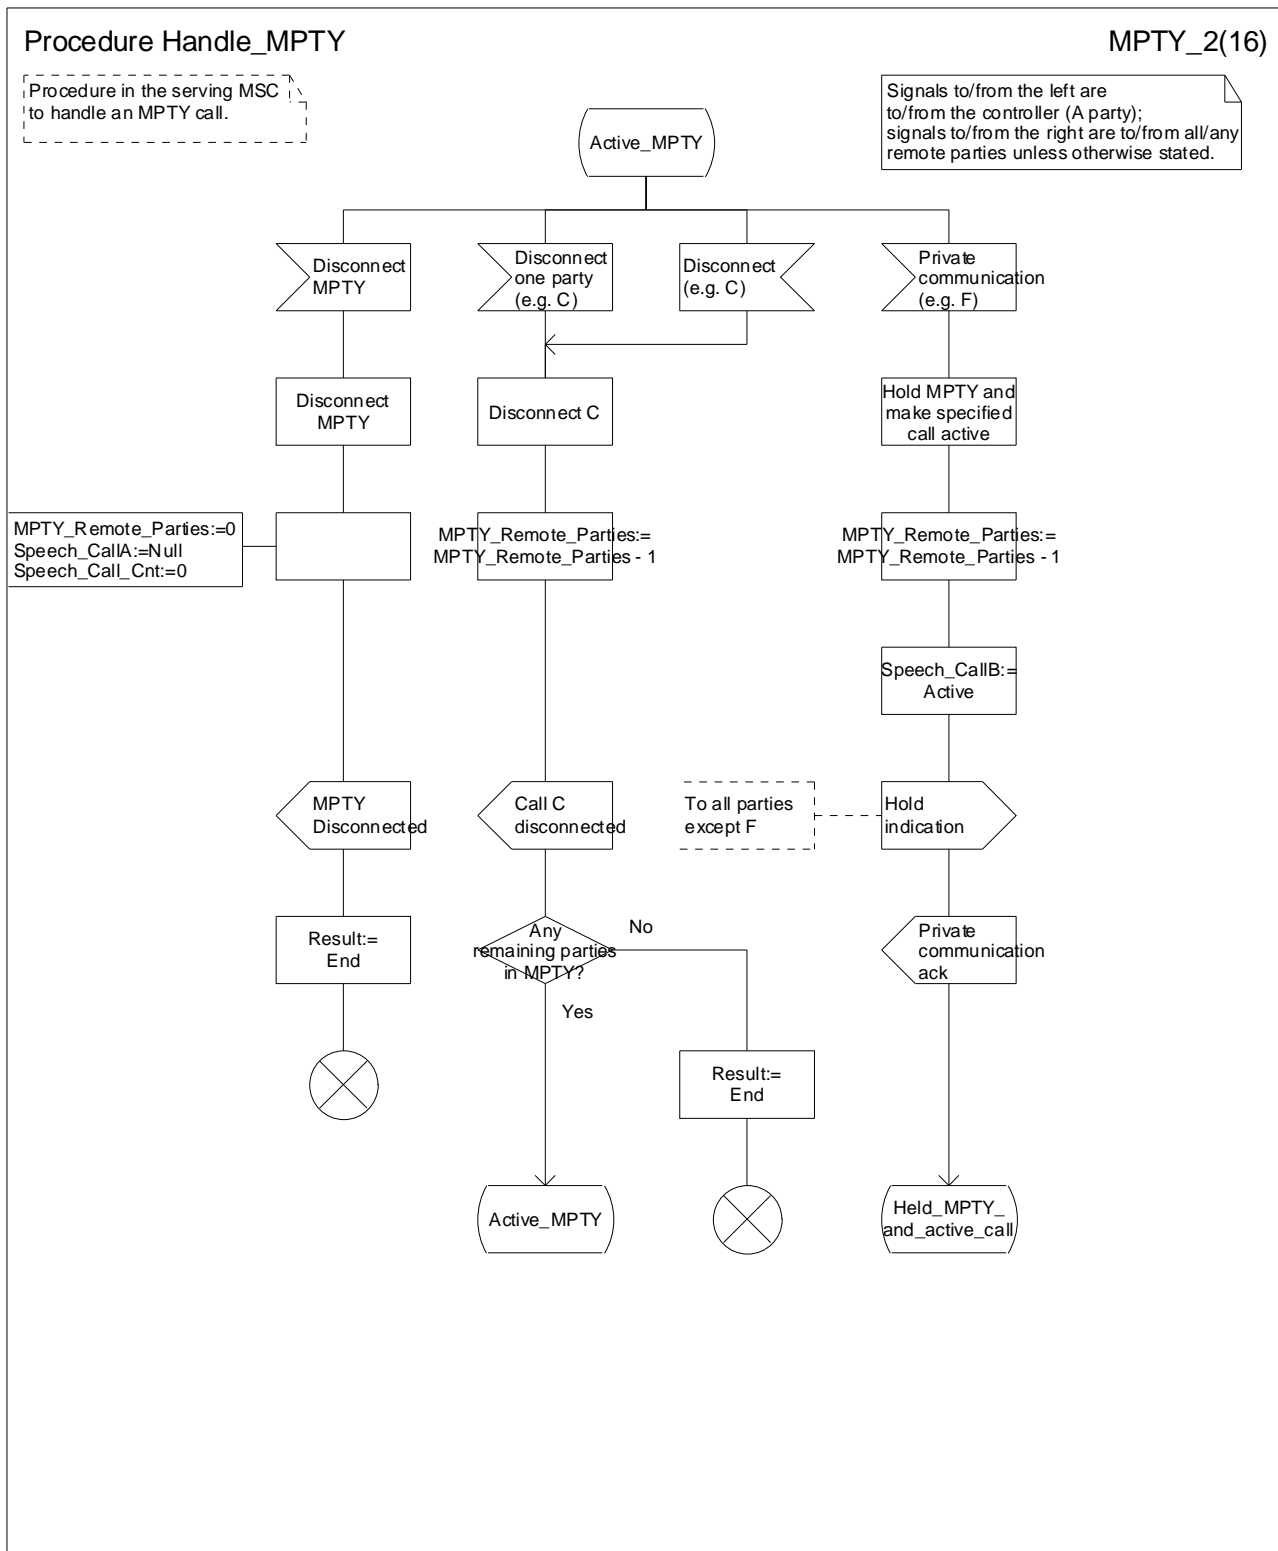 Procedure Handle_MPTY
MPTY_2(16)
Procedure in the serving MSC
to handle an MPTY call.
Signals to/from the left are
to/from the controller (A party);
signals to/from the right are to/from all/any
remote parties unless otherwise stated.
Active_MPTY
Disconnect
MPTY
Disconnect
one party
(e.g. C)
Disconnect
(e.g. C)
Private
communication
(e.g. F)
Disconnect
MPTY
Disconnect C
Hold MPTY and
make specified
call active
MPTY_Remote_Parties:=0
Speech_CallA:=Null
Speech_Call_Cnt:=0
MPTY_Remote_Parties:=
MPTY_Remote_Parties - 1
MPTY_Remote_Parties:=
MPTY_Remote_Parties - 1
Speech_CallB:=
Active
MPTY
Disconnected
Call C
disconnected
To all parties
except F
Hold
indication
Result:=
End
Any
remaining parties
in MPTY?
No
Yes
Private
communication
ack
Result:=
End
Active_MPTY
Held_MPTY_
and_active_call